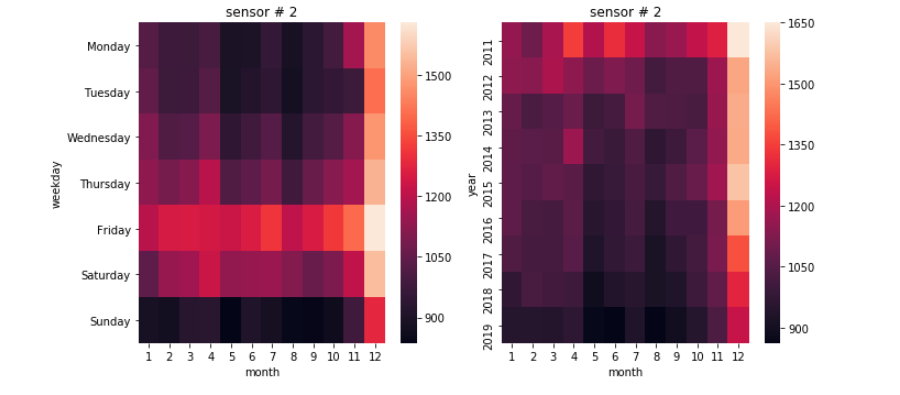 sensor # 2
weekday
Monday
Tuesday
Wednesday
Thursday
Friday
Saturday
Sunday
1 2 3 4 5 6 7 8 9 10 11 12
month
1500
1350
1200
1050
900
sensor # 2
year
2011
2012
2013
2014
2015
2016
2017
2018
2019
1 2 3 4 5 6 7 8 9 10 11 12
month
1650
1500
1350
1200
1050
900